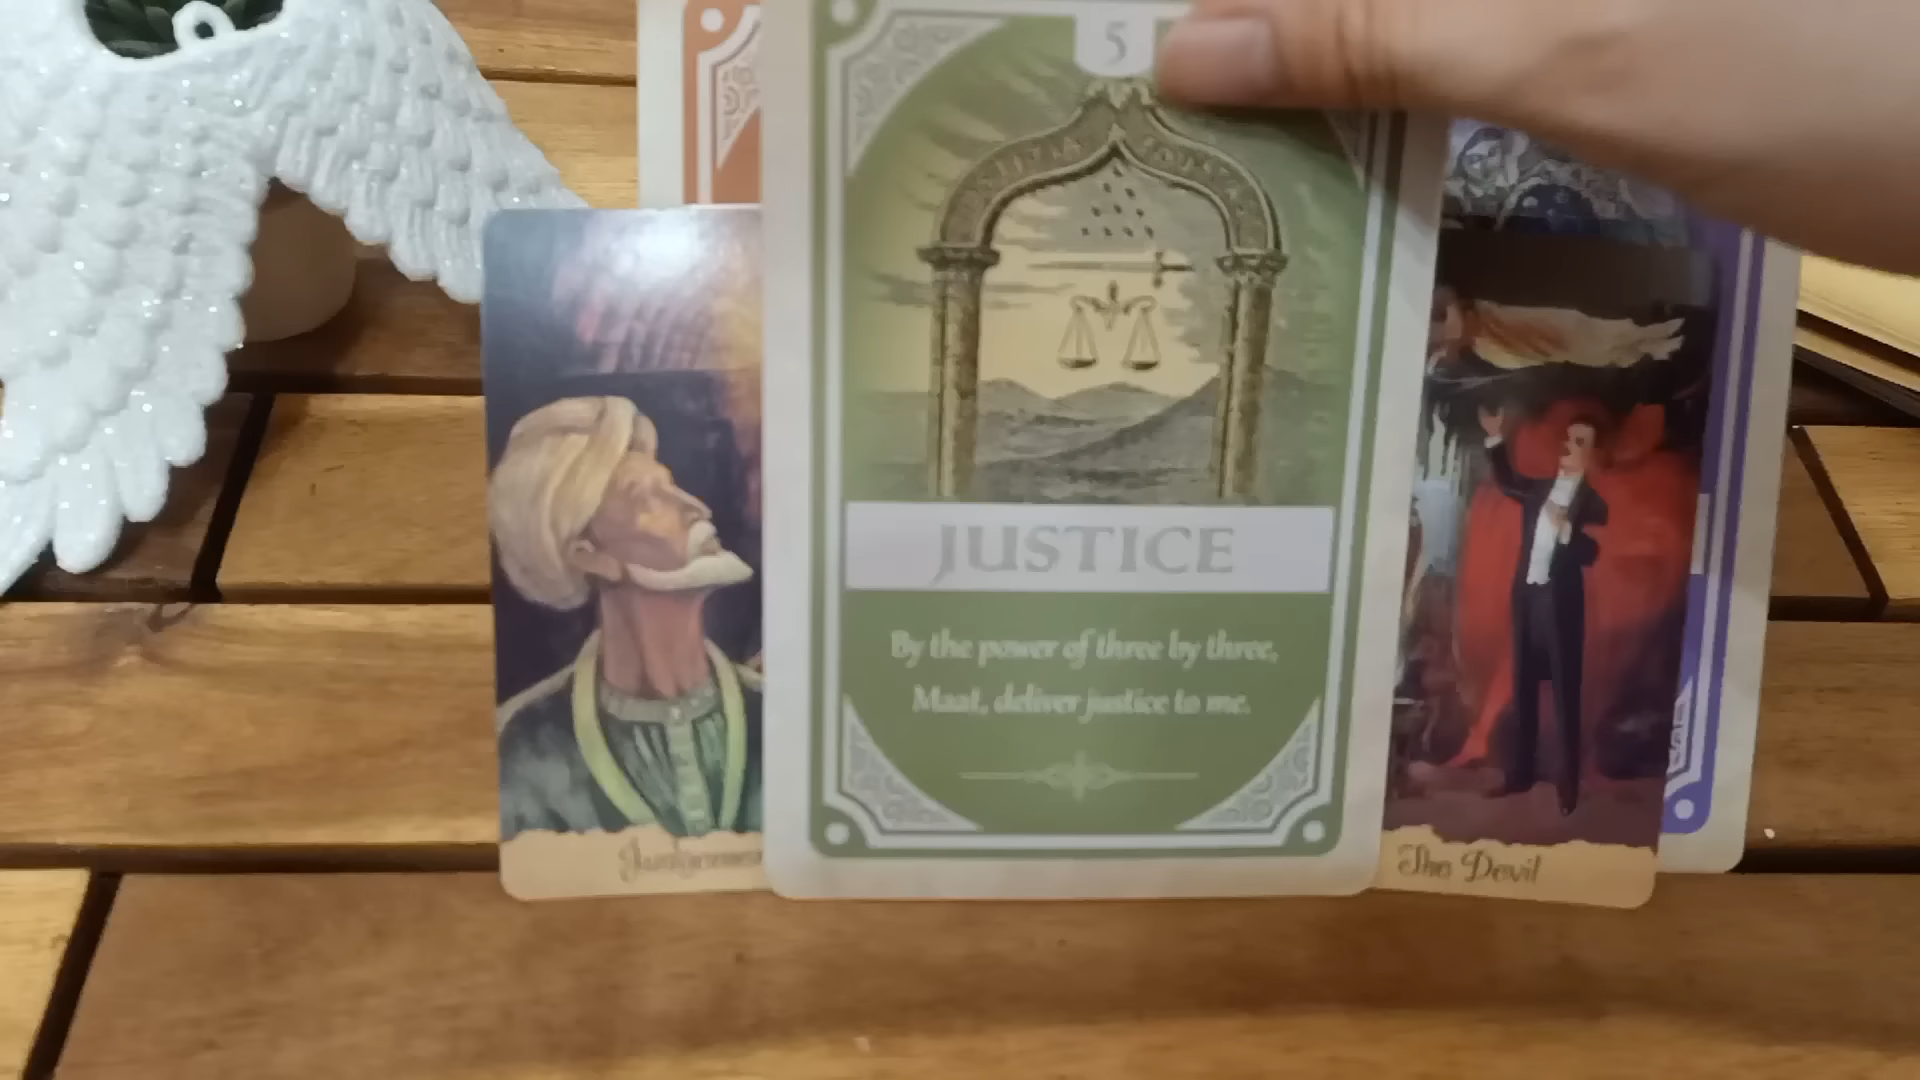 5
JUSTICE
By the power of three by three,
Maat, deliver justice to me.
The Devil